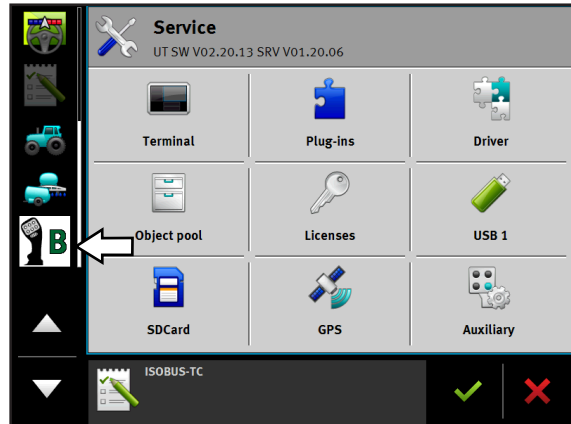 Service
UT SW V02.20.13 SRV V01.20.06
Terminal
Plug-ins
Driver
Object pool
Licenses
USB 1
B
SDCard
GPS
Auxiliary
ISOBUS-TC